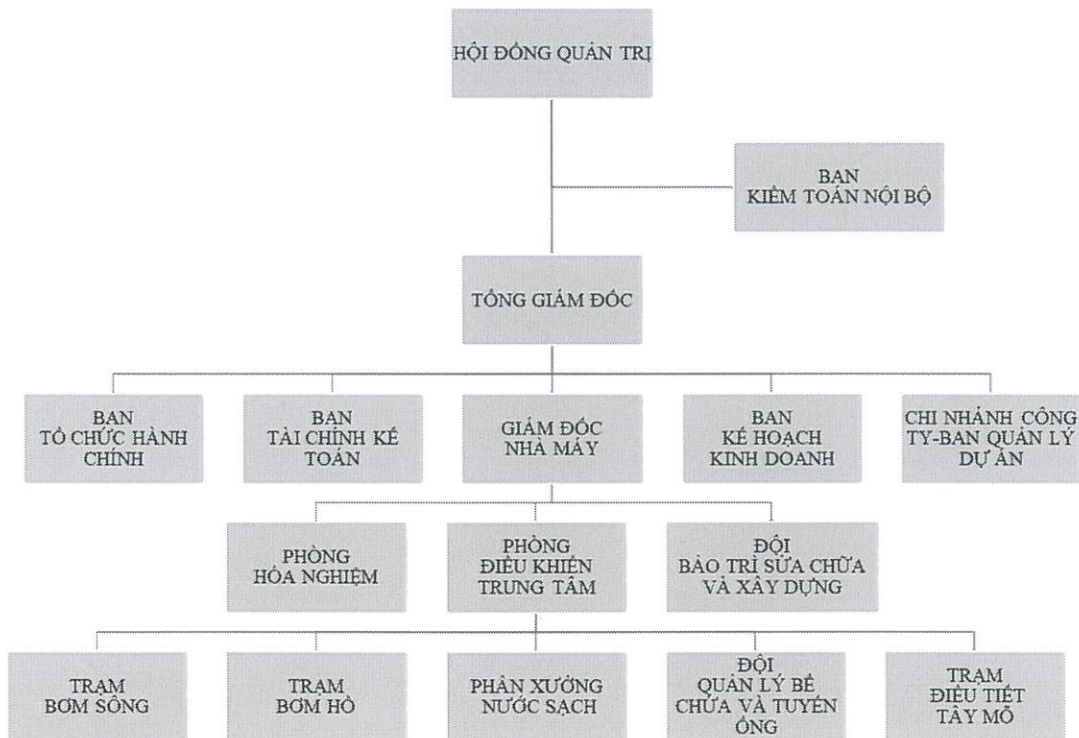 HỘI ĐỒNG QUẢN TRỊ
BAN
KIỂM TOÁN NỘI BỘ
TỔNG GIÁM ĐỐC
BAN
TỔ CHỨC HÀNH
CHÍNH
BAN
TÀI CHÍNH KẾ
TOÁN
GIÁM ĐỐC
NHÀ MÁY
BAN
KẾ HOẠCH
KINH DOANH
CHI NHÁNH CÔNG
TY-BAN QUẢN LÝ
DỰ ÁN
PHÒNG
HÓA NGHIỆM
PHÒNG
ĐIỀU KHIỂN
TRUNG TÂM
ĐỘI
BẢO TRÌ SỬA CHỮA
VÀ XÂY DỰNG
TRẠM
BƠM SÔNG
TRẠM
BƠM HỒ
PHÂN XƯỞNG
NƯỚC SẠCH
ĐỘI
QUẢN LÝ BỂ
CHỨA VÀ TUYẾN
ỐNG
TRẠM
ĐIỀU TIẾT
TÂY MỖ